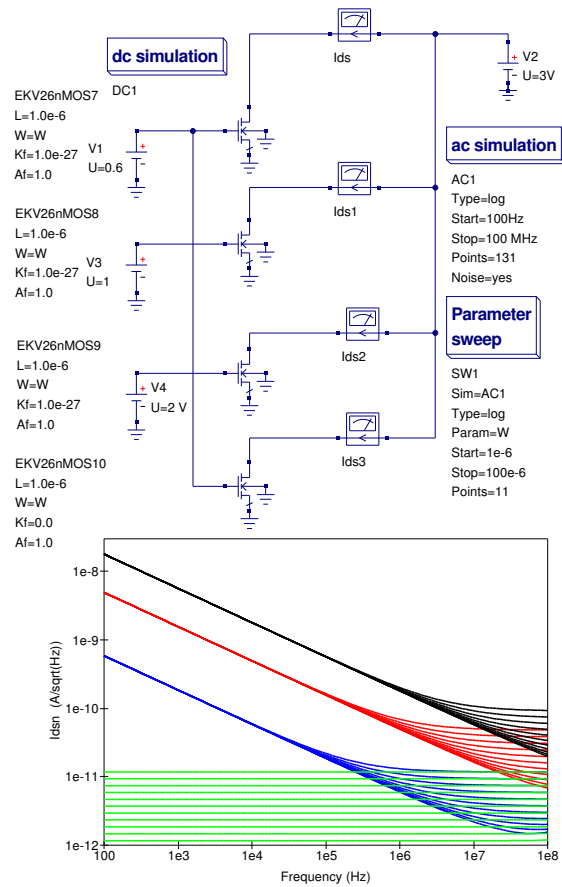 dc simulation
DC1
Ids
V2
U=3V
EKV26nMOS7
L=1.0e-6
W=W
Kf=1.0e-27
Af=1.0
V1
U=0.6
ac simulation
AC1
Type=log
Start=100Hz
Stop=100 MHz
Points=131
Noise=yes
Ids1
EKV26nMOS8
L=1.0e-6
W=W
Kf=1.0e-27
Af=1.0
V3
U=1
Parameter
sweep
SW1
Sim=AC1
Type=log
Param=W
Start=1e-6
Stop=100e-6
Points=11
Ids2
EKV26nMOS9
L=1.0e-6
W=W
Kf=1.0e-27
Af=1.0
V4
U=2 V
Ids3
EKV26nMOS10
L=1.0e-6
W=W
Kf=0.0
Af=1.0
Idsn (A/sqrt(Hz)
1e-8
1e-9
1e-10
1e-11
1e-12
100
1e3
1e4
1e5
1e6
1e7
1e8
Frequency (Hz)